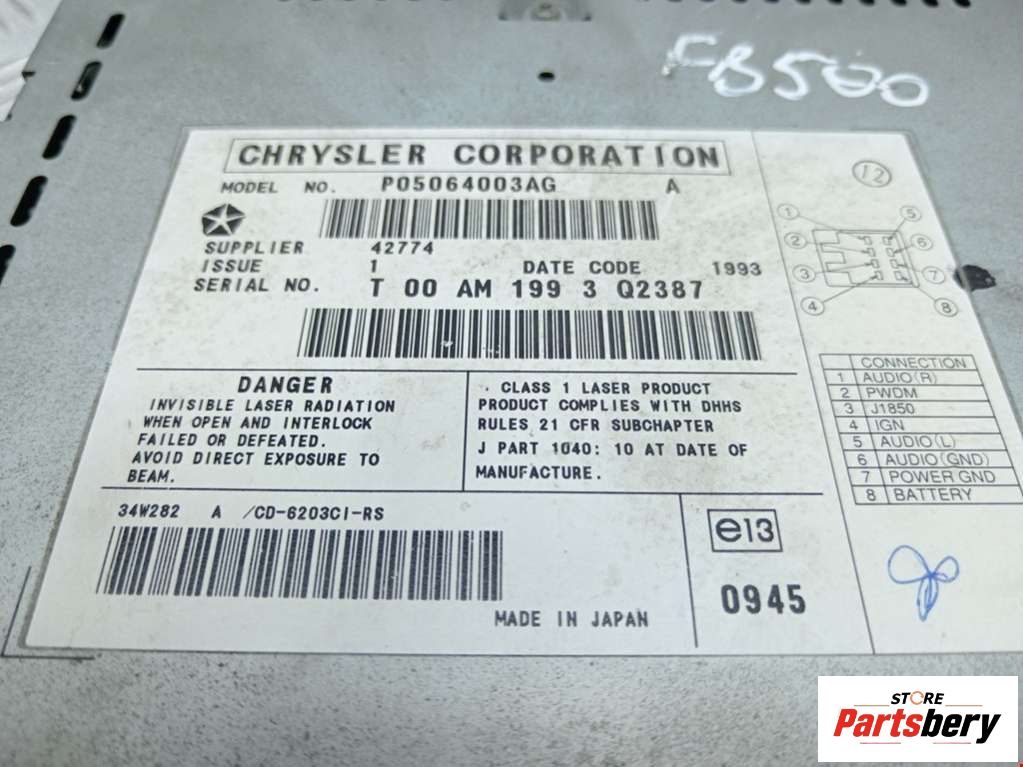 FB500
CHRYSLER CORPORATION
MODEL NO. P05064003AG A
SUPPLIER 42774
ISSUE 1 DATE CODE 1993
SERIAL NO. T 00 AM 199 3 Q2387
DANGER
INVISIBLE LASER RADIATION
WHEN OPEN AND INTERLOCK
FAILED OR DEFEATED.
AVOID DIRECT EXPOSURE TO
BEAM.
CLASS 1 LASER PRODUCT
PRODUCT COMPLIES WITH DHHS
RULES 21 CFR SUBCHAPTER
J PART 1040: 10 AT DATE OF
MANUFACTURE.
34W282 A /CD-6203CI-RS
MADE IN JAPAN
e13
0945
12
1
2
3
4
5
6
7
8
CONNECTION
1 AUDIO(R)
2 PWDM
3 J1850
4 IGN
5 AUDIO(L)
6 AUDIO(GND)
7 POWER GND
8 BATTERY
STORE
Partsbery